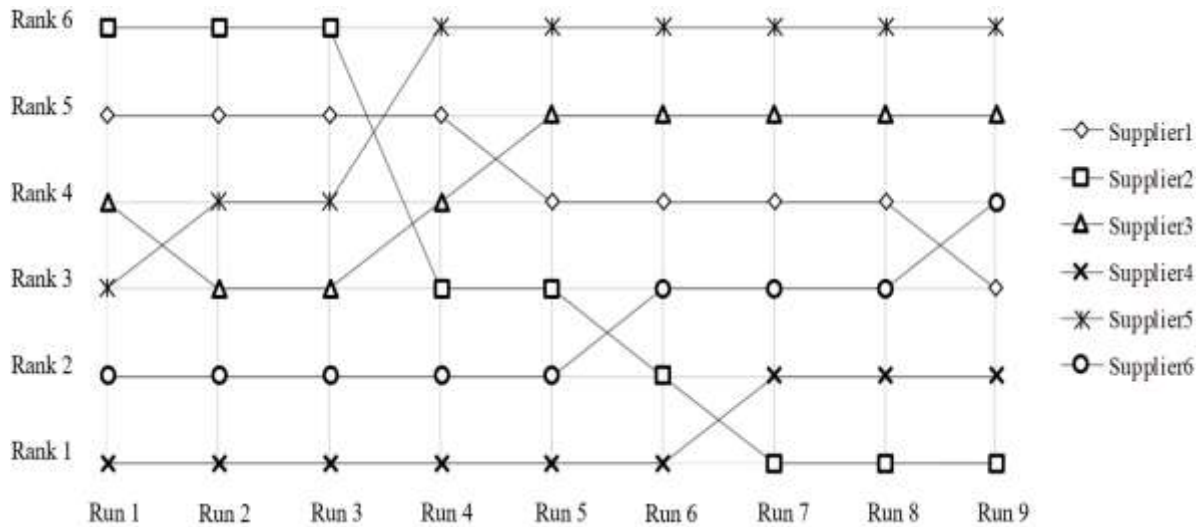 Rank 6
Rank 5
Rank 4
Rank 3
Rank 2
Rank 1
Run 1 Run 2 Run 3 Run 4 Run 5 Run 6 Run 7 Run 8 Run 9
Supplier1
Supplier2
Supplier3
Supplier4
Supplier5
Supplier6